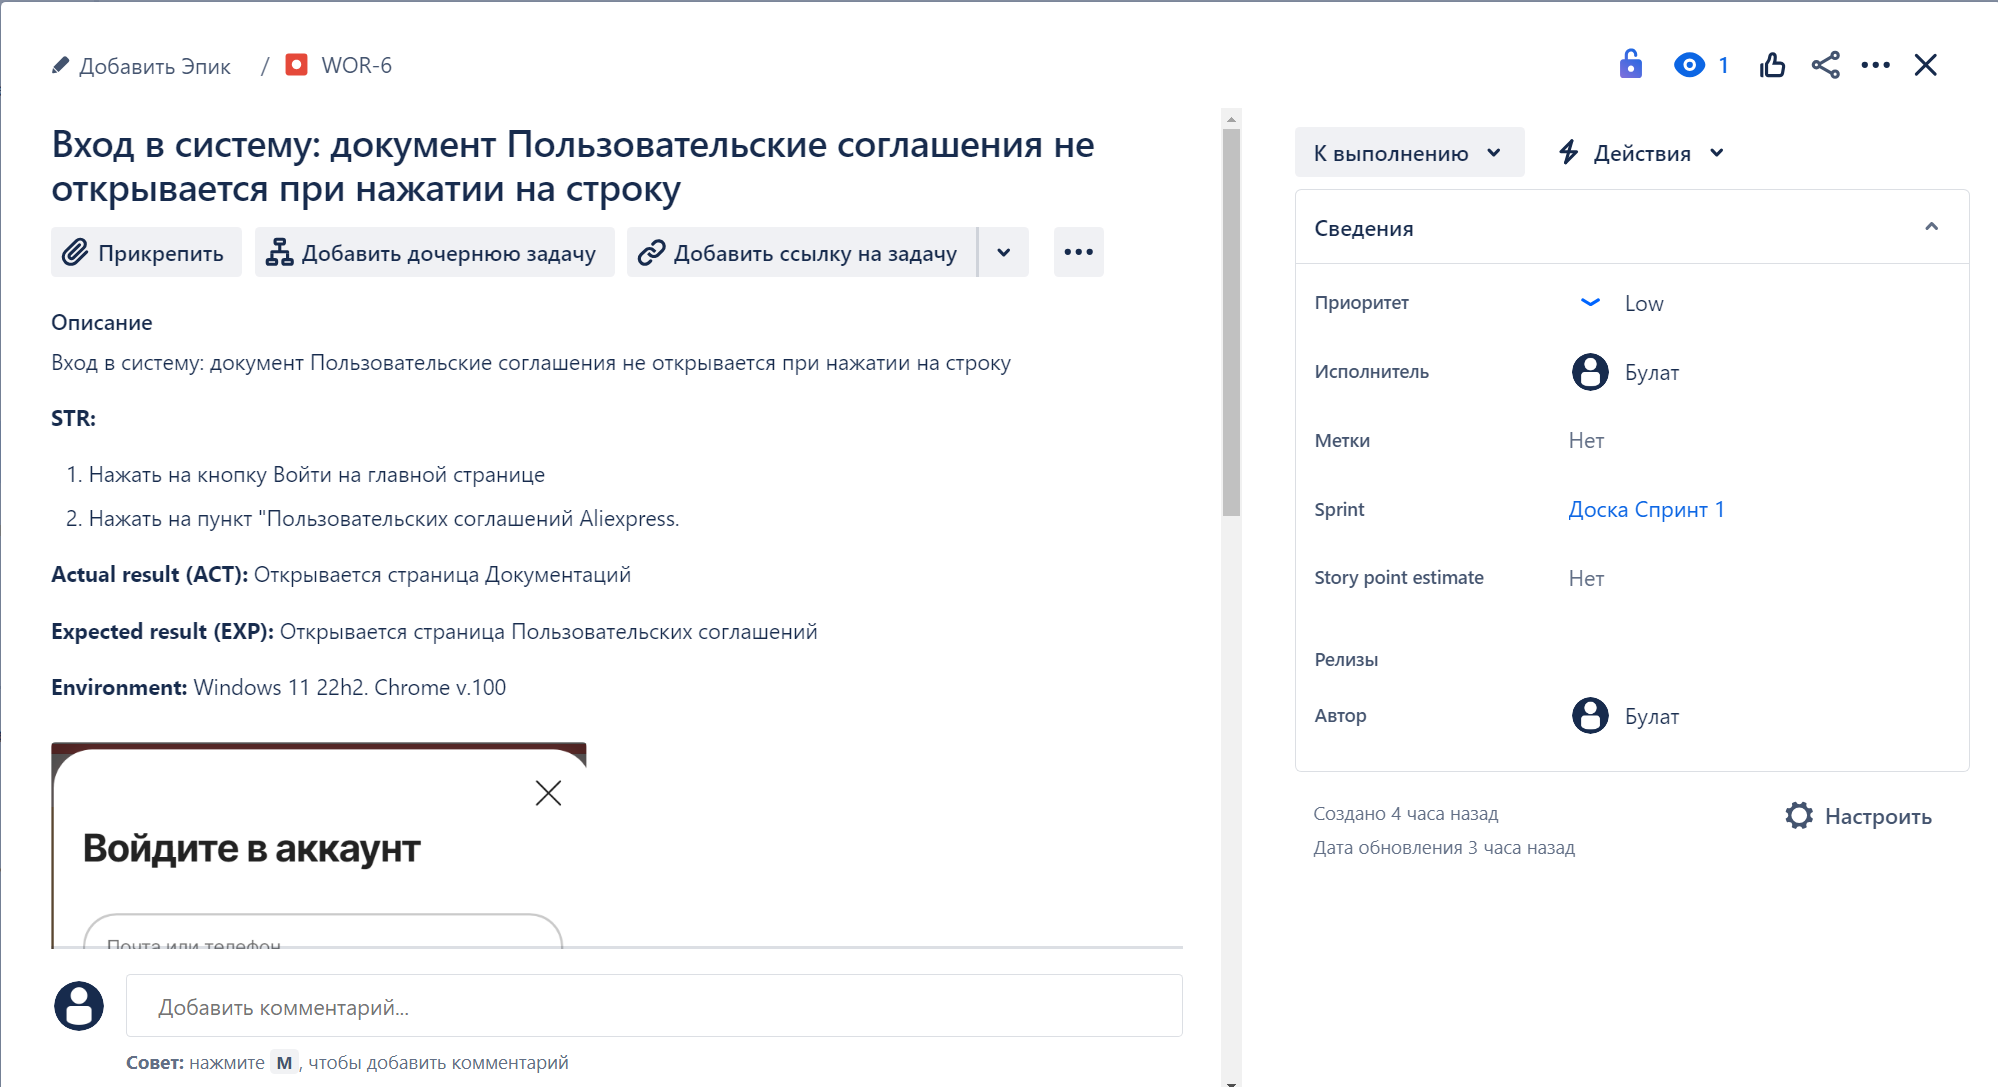 Добавить Эпик / WOR-6
1
Вход в систему: документ Пользовательские соглашения не
открывается при нажатии на строку
Прикрепить
Добавить дочернюю задачу
Добавить ссылку на задачу
Описание
Вход в систему: документ Пользовательские соглашения не открывается при нажатии на строку
STR:
1. Нажать на кнопку Войти на главной странице
2. Нажать на пункт "Пользовательских соглашений Aliexpress.
Actual result (ACT): Открывается страница Документаций
Expected result (EXP): Открывается страница Пользовательских соглашений
Environment: Windows 11 22h2. Chrome v.100
Войдите в аккаунт
Почта или телефон
Добавить комментарий...
Совет: нажмите M, чтобы добавить комментарий
К выполнению
Действия
Сведения
Приоритет Low
Исполнитель Булат
Метки Нет
Sprint Доска Спринт 1
Story point estimate Нет
Релизы
Автор Булат
Создано 4 часа назад
Дата обновления 3 часа назад
Настроить